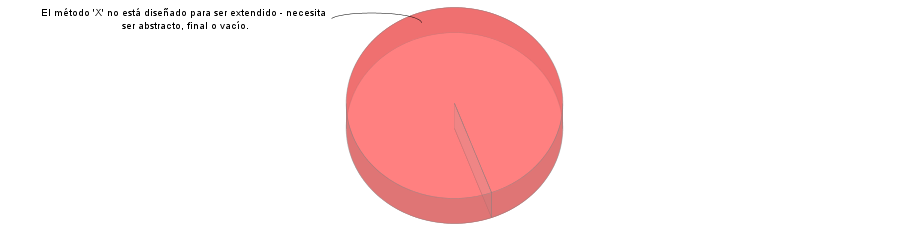 El método 'X' no está diseñado para ser extendido - necesita
ser abstracto, final o vacío.